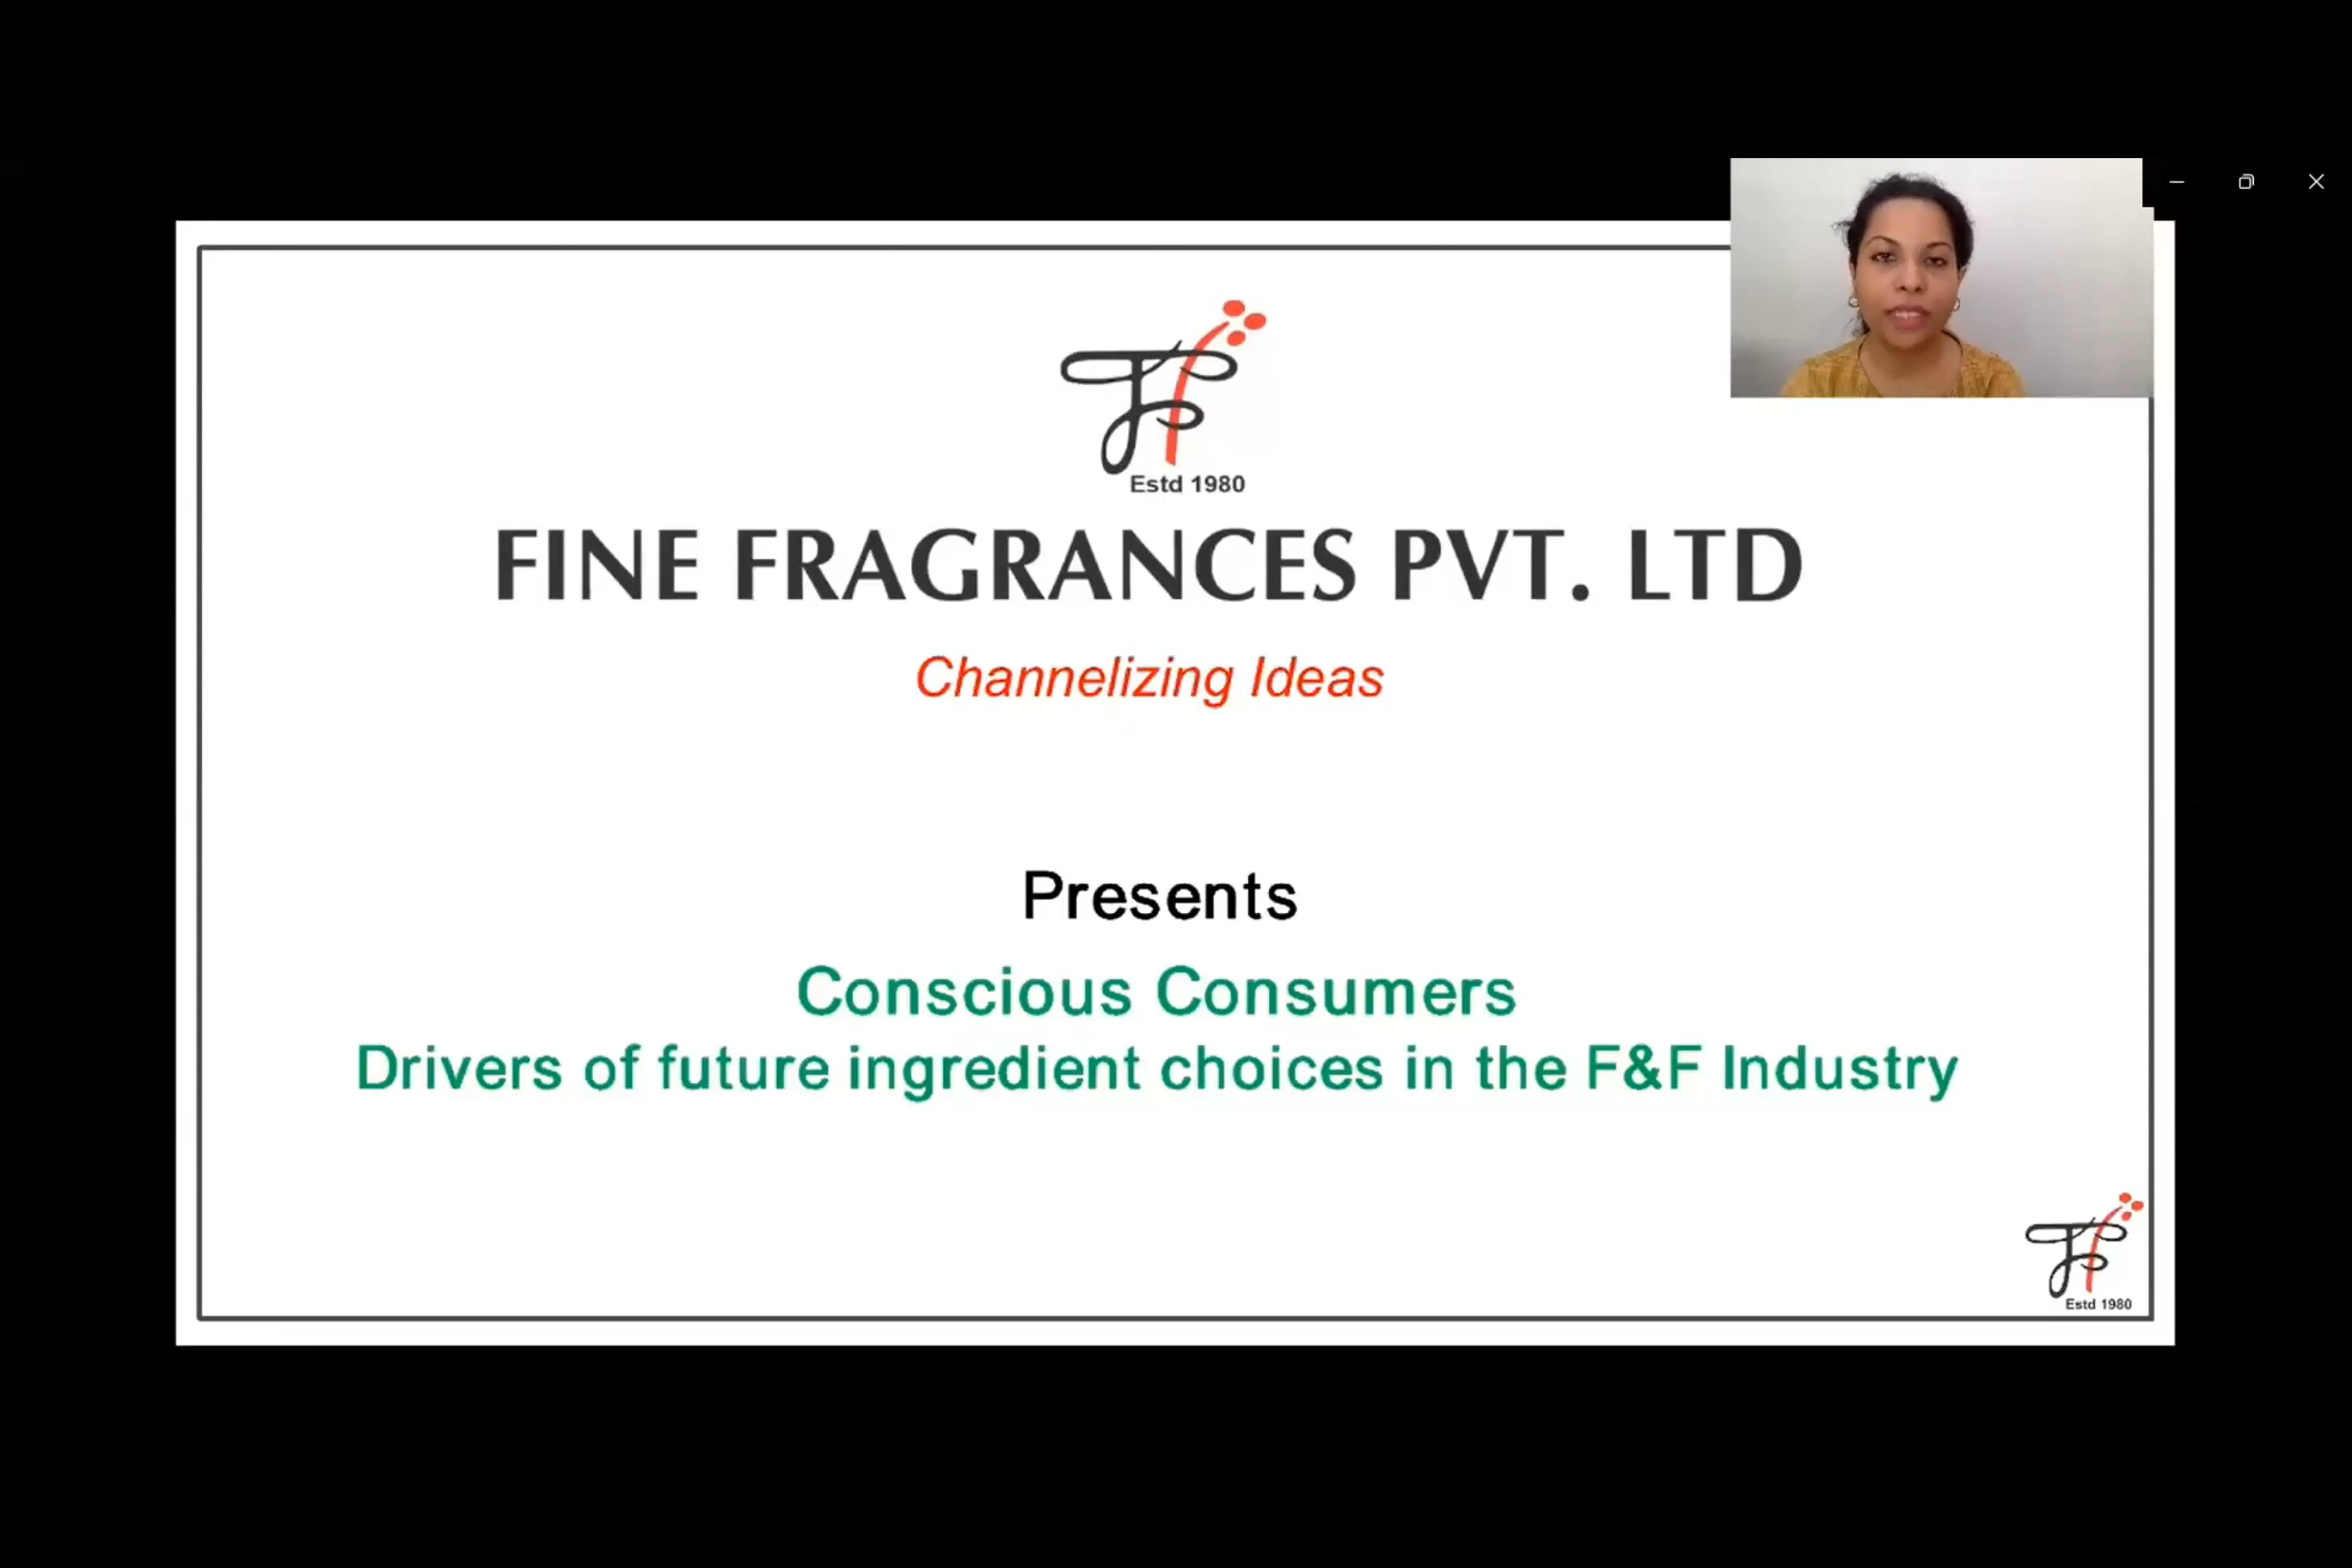 Estd 1980
FINE FRAGRANCES PVT. LTD
Channelizing Ideas
Presents
Conscious Consumers
Drivers of future ingredient choices in the F&F Industry
Estd 1980